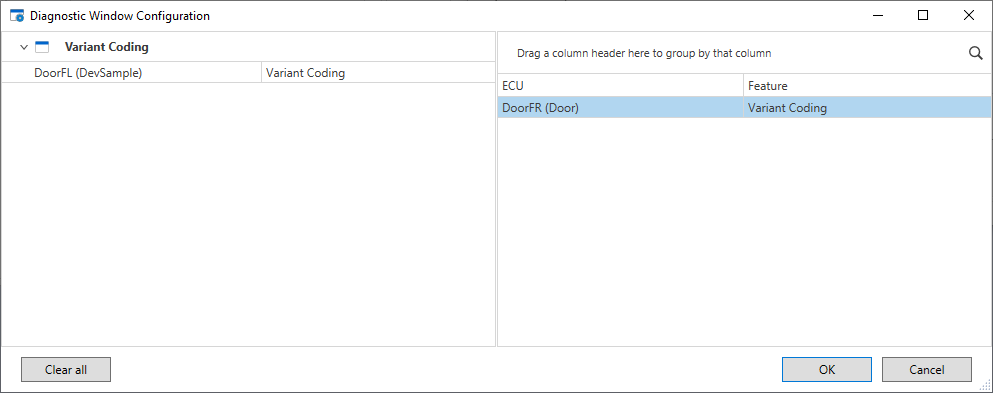 Diagnostic Window Configuration
Variant Coding
DoorFL (DevSample) Variant Coding
Drag a column header here to group by that column
ECU Feature
DoorFR (Door) Variant Coding
Clear all OK Cancel